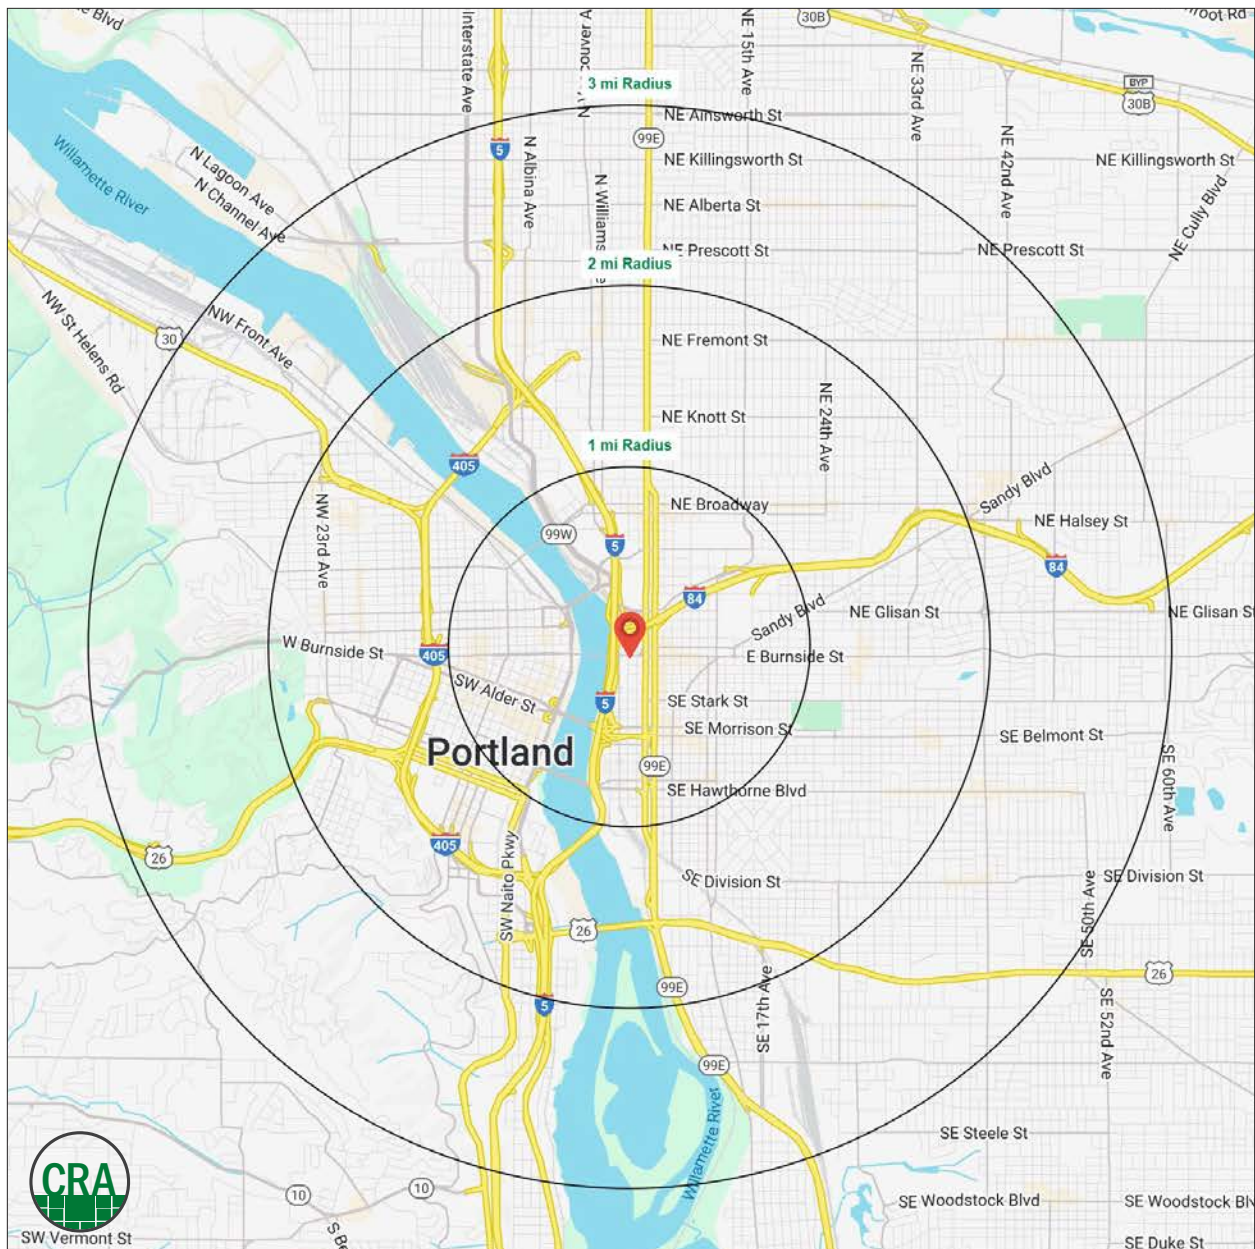 e Blvd
Interstate Ave
NE 15th Ave
30B
NE 33rd Ave
3 mi Radius
BYP
30B
NE Ainsworth St
99E
5
N Albina Ave
NE Killingsworth St
NE 42nd Ave
NE Killingsworth St
Willamette River
N Lagoon Ave
N Channel Ave
N Williams
NE Alberta St
NE Cully Blvd
NE Prescott St
NE Prescott St
2 mi Radius
NW St Helens Rd
30
NW Front Ave
NE Fremont St
NE 24th Ave
NE Knott St
1 mi Radius
405
NW 23rd Ave
Sandy Blvd
NE Broadway
NE Halsey St
99W
5
84
84
Sandy Blvd
NE Glisan St
NE Glisan St
W Burnside St
405
E Burnside St
SW Alder St
5
SE Stark St
SE Morrison St
SE Belmont St
Portland
99E
SE 60th Ave
SE Hawthorne Blvd
405
26
SW Naito Pkwy
SE Division St
SE Division St
SE 50th Ave
26
26
99E
5
SE 17th Ave
SE 52nd Ave
99E
Willamette River
SE Steele St
CRA
10
10
SE Woodstock Blvd
SE Woodstock Blv
SW Vermont St
S Be
SE Duke St